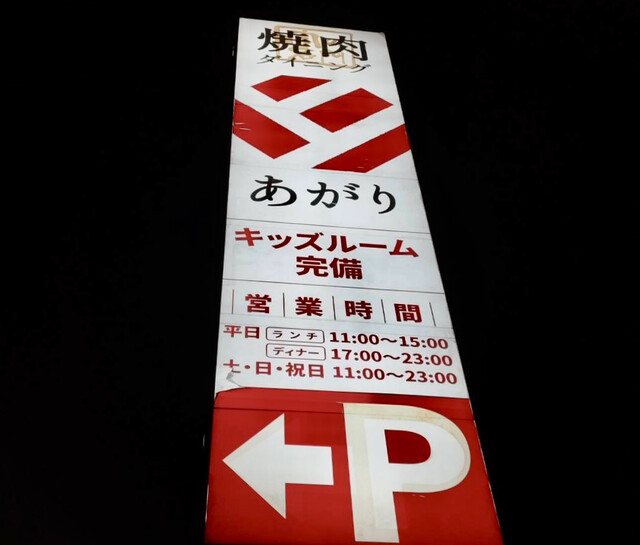 焼肉
ダイニング
あがり
キッズルーム
完備
営業時間
平日 ランチ 11:00〜15:00
ディナー 17:00〜23:00
土・日・祝日 11:00〜23:00
P